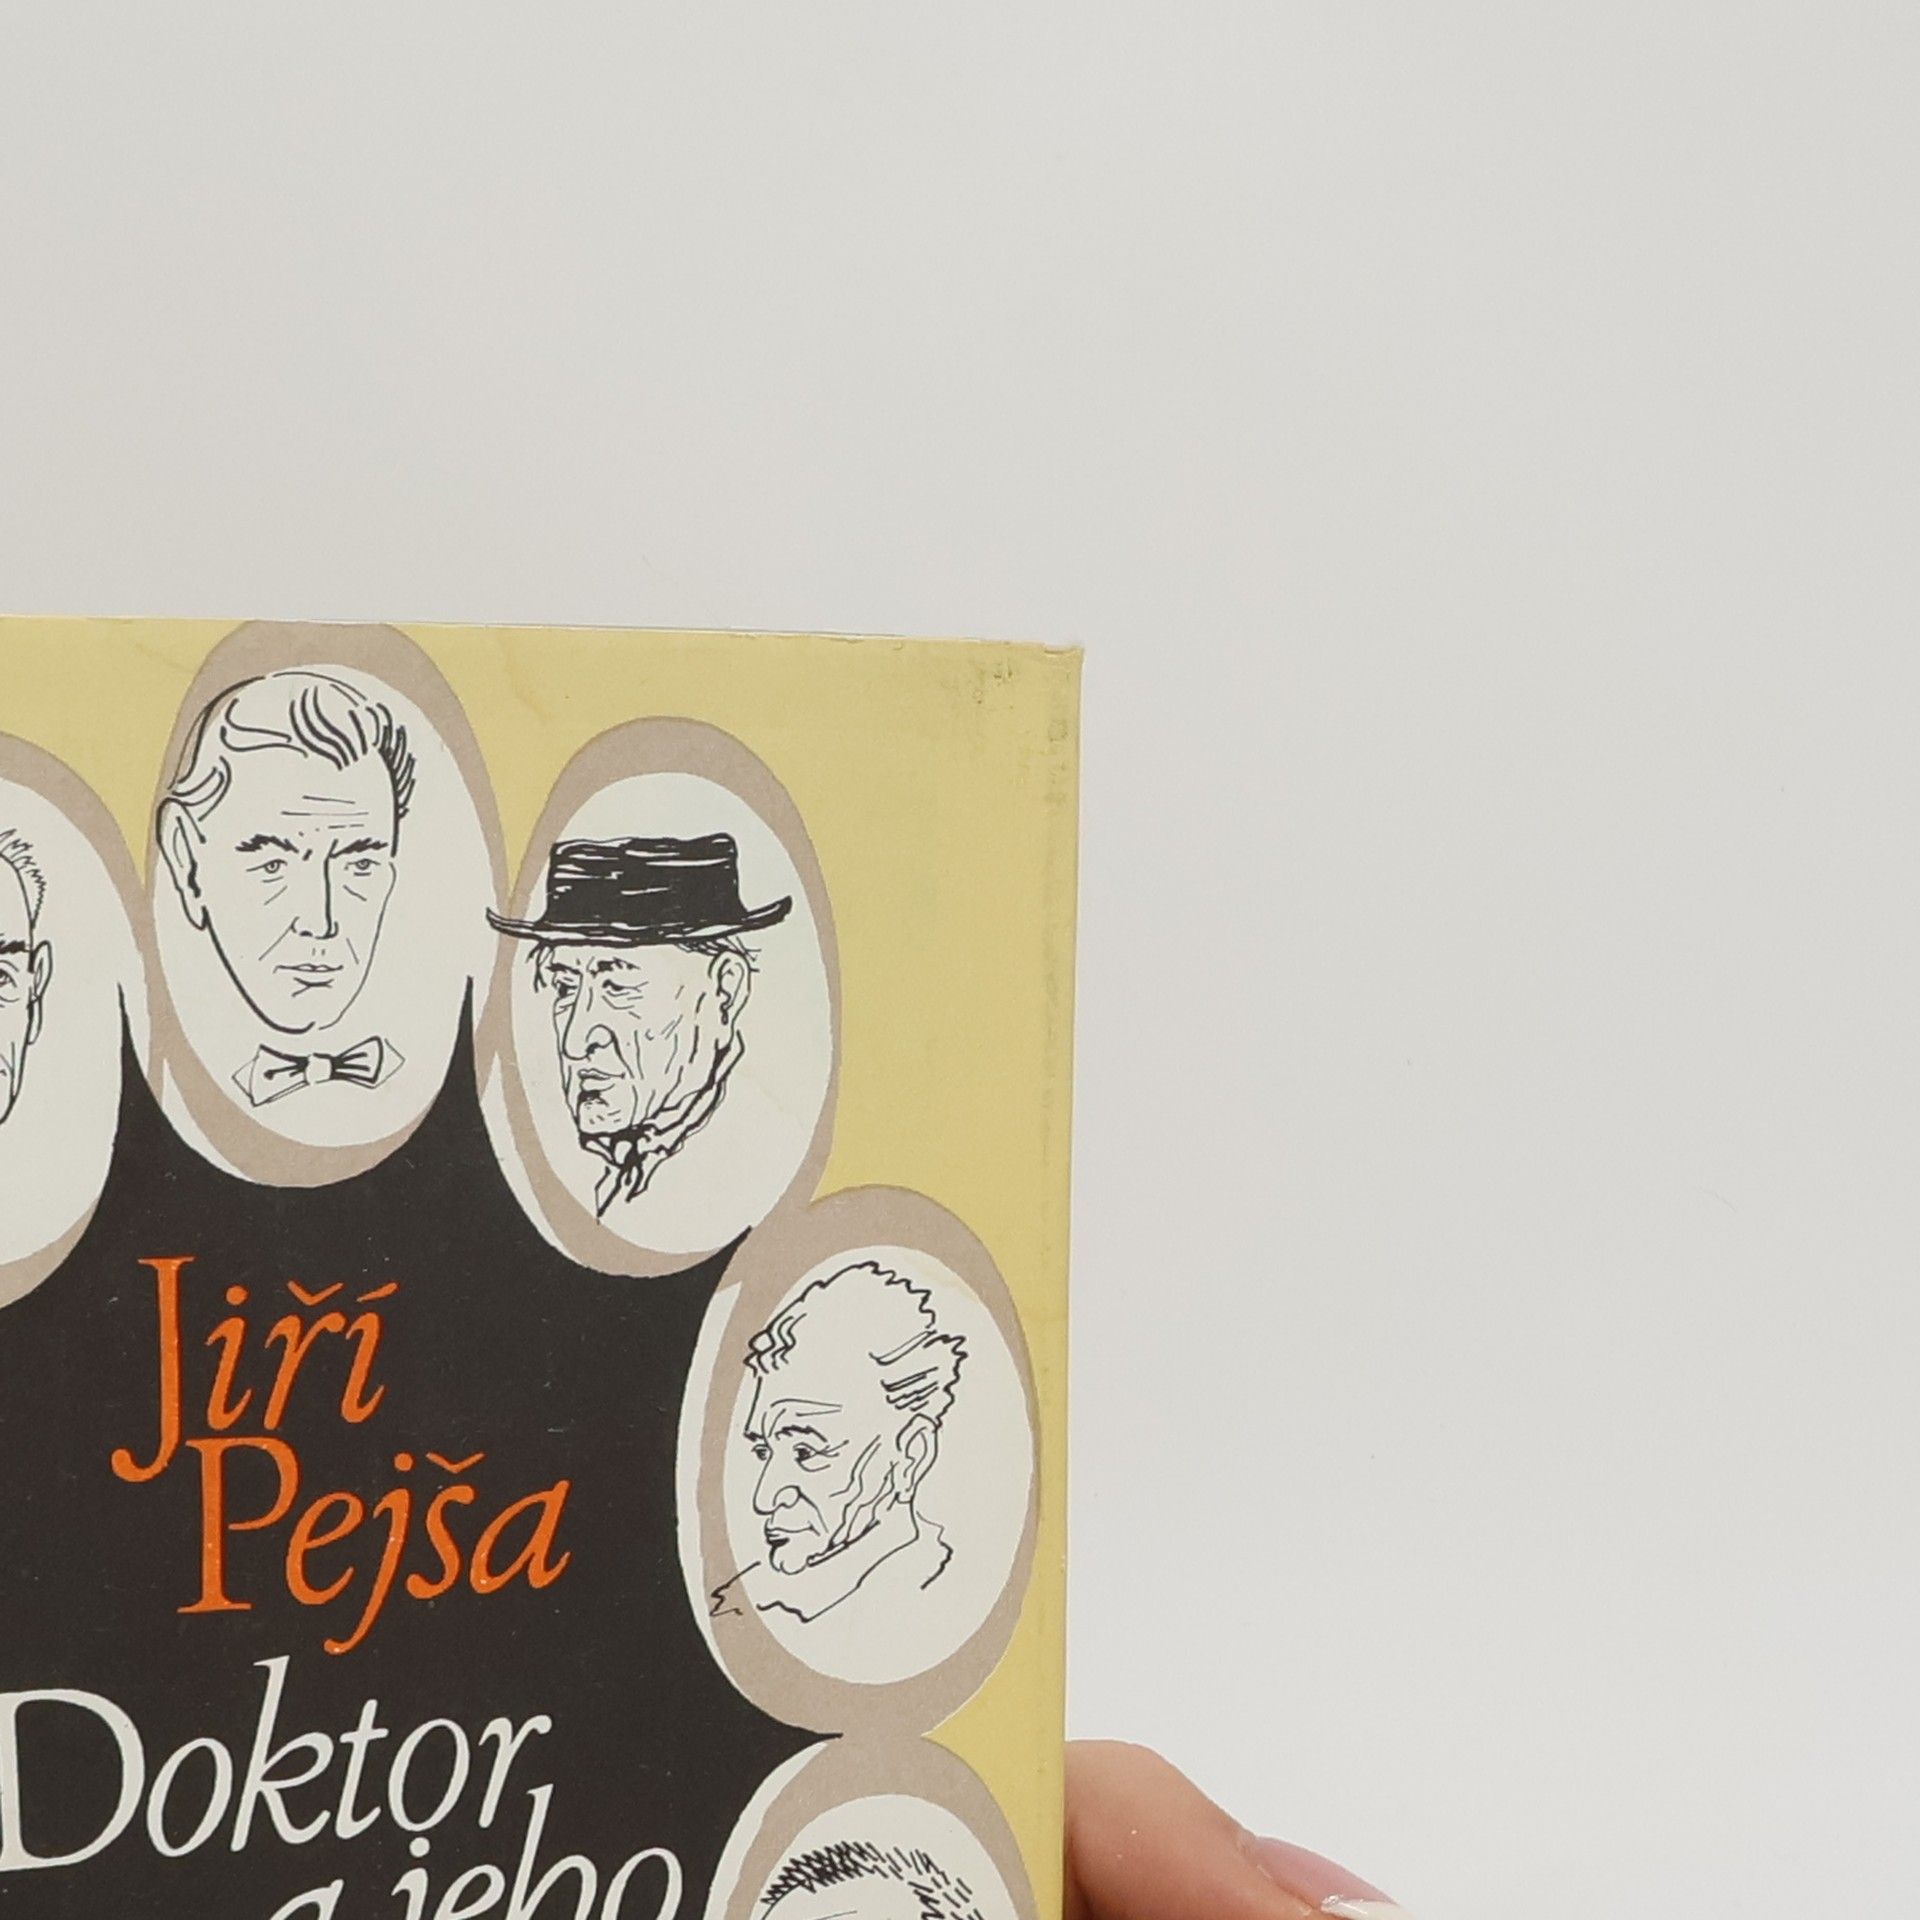 Jiří
Pejša
Doktor
a jeho